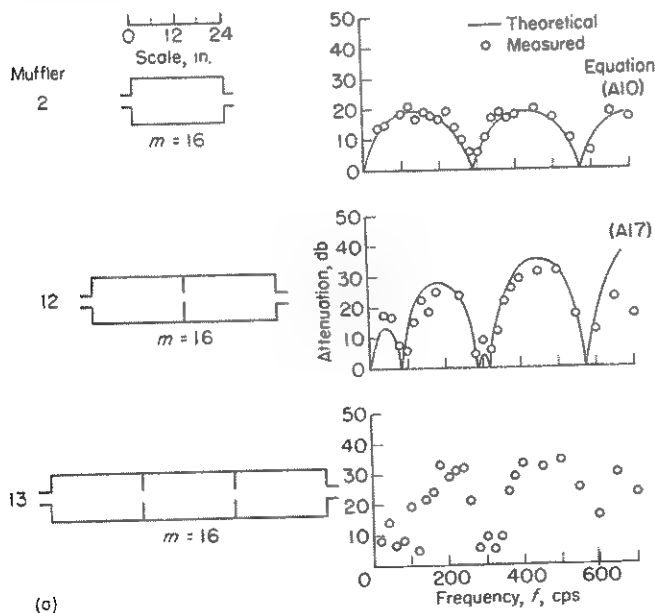 0 12 24
Scale, in.
Muffler
2
m = 16
50
40
30
20
10
0
Theoretical
Measured
Equation
(A10)
12
m = 16
Attenuation, db
50
40
30
20
10
0
(A17)
13
m = 16
50
40
30
20
10
0 200 400 600
Frequency, f, cps
(a)